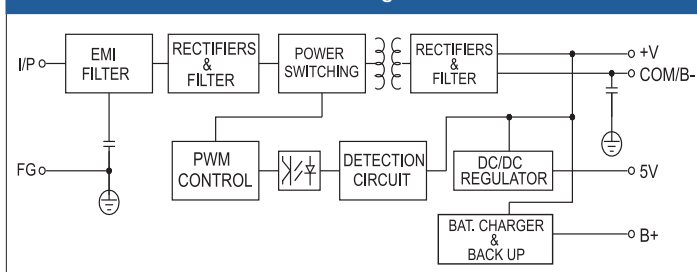 I/P
EMI
FILTER
RECTIFIERS
&
FILTER
POWER
SWITCHING
RECTIFIERS
&
FILTER
+V
COM/B-
FG
PWM
CONTROL
DETECTION
CIRCUIT
DC/DC
REGULATOR
5V
BAT. CHARGER
&
BACK UP
B+